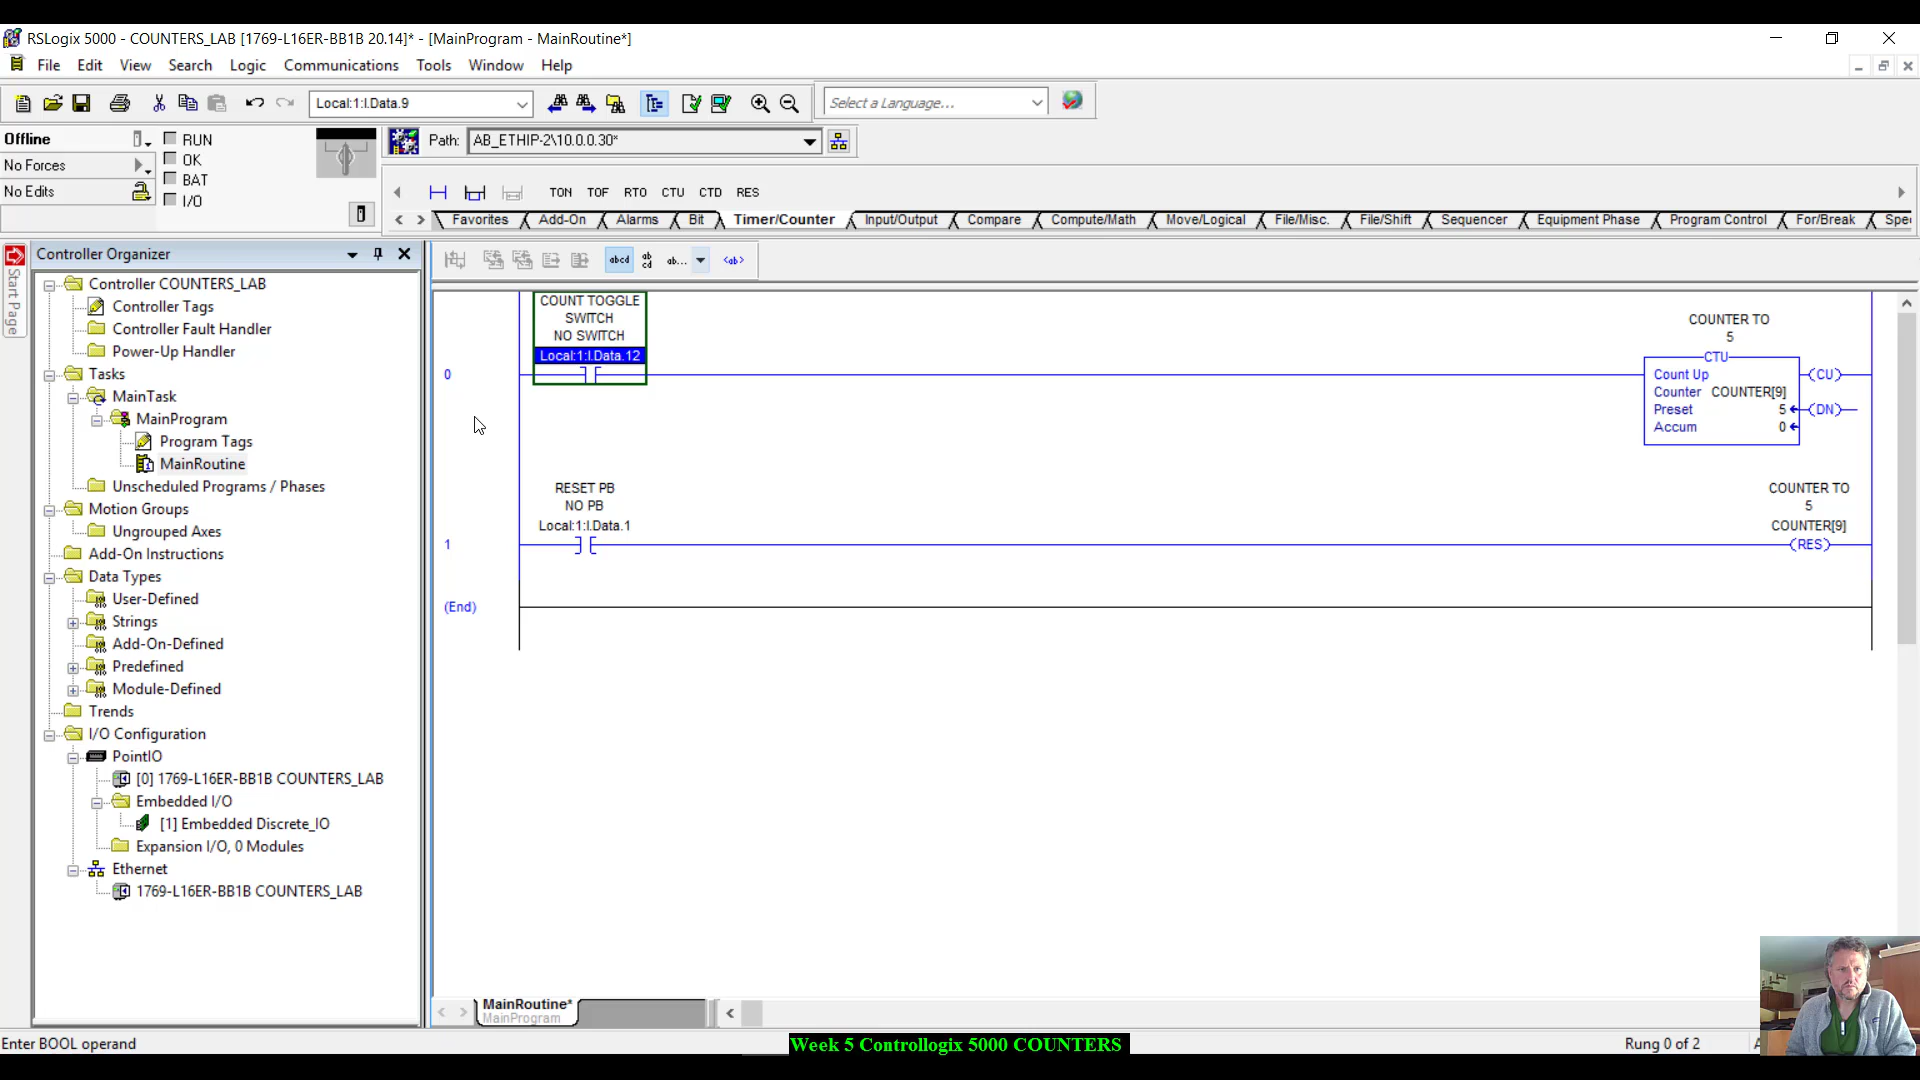 RSLogix 5000 - COUNTERS_LAB [1769-L16ER-BB1B 20.14]* - [MainProgram - MainRoutine*]
File Edit View Search Logic Communications Tools Window Help
Local:1:I.Data.9
Select a Language...
Offline
RUN
Path: AB_ETHIP-2\10.0.0.30*
No Forces
OK
BAT
No Edits
I/O
TON TOF RTO CTU CTD RES
Favorites Add-On Alarms Bit Timer/Counter Input/Output Compare Compute/Math Move/Logical File/Misc. File/Shift Sequencer Equipment Phase Program Control For/Break Spe
Start Page
Controller Organizer
Controller COUNTERS_LAB
Controller Tags
Controller Fault Handler
Power-Up Handler
Tasks
MainTask
MainProgram
Program Tags
MainRoutine
Unscheduled Programs / Phases
Motion Groups
Ungrouped Axes
Add-On Instructions
Data Types
User-Defined
Strings
Add-On-Defined
Predefined
Module-Defined
Trends
I/O Configuration
PointIO
[0] 1769-L16ER-BB1B COUNTERS_LAB
Embedded I/O
[1] Embedded Discrete_IO
Expansion I/O, 0 Modules
Ethernet
1769-L16ER-BB1B COUNTERS_LAB
abcd
ab
cd
ab...
<ab>
COUNT TOGGLE
SWITCH
NO SWITCH
Local:1:I.Data.12
0
COUNTER TO
5
CTU
Count Up
Counter COUNTER[9]
Preset 5
Accum 0
CU
DN
RESET PB
NO PB
Local:1:I.Data.1
1
COUNTER TO
5
COUNTER[9]
RES
(End)
MainRoutine*
MainProgram
Enter BOOL operand
Week 5 Controllogix 5000 COUNTERS
Rung 0 of 2